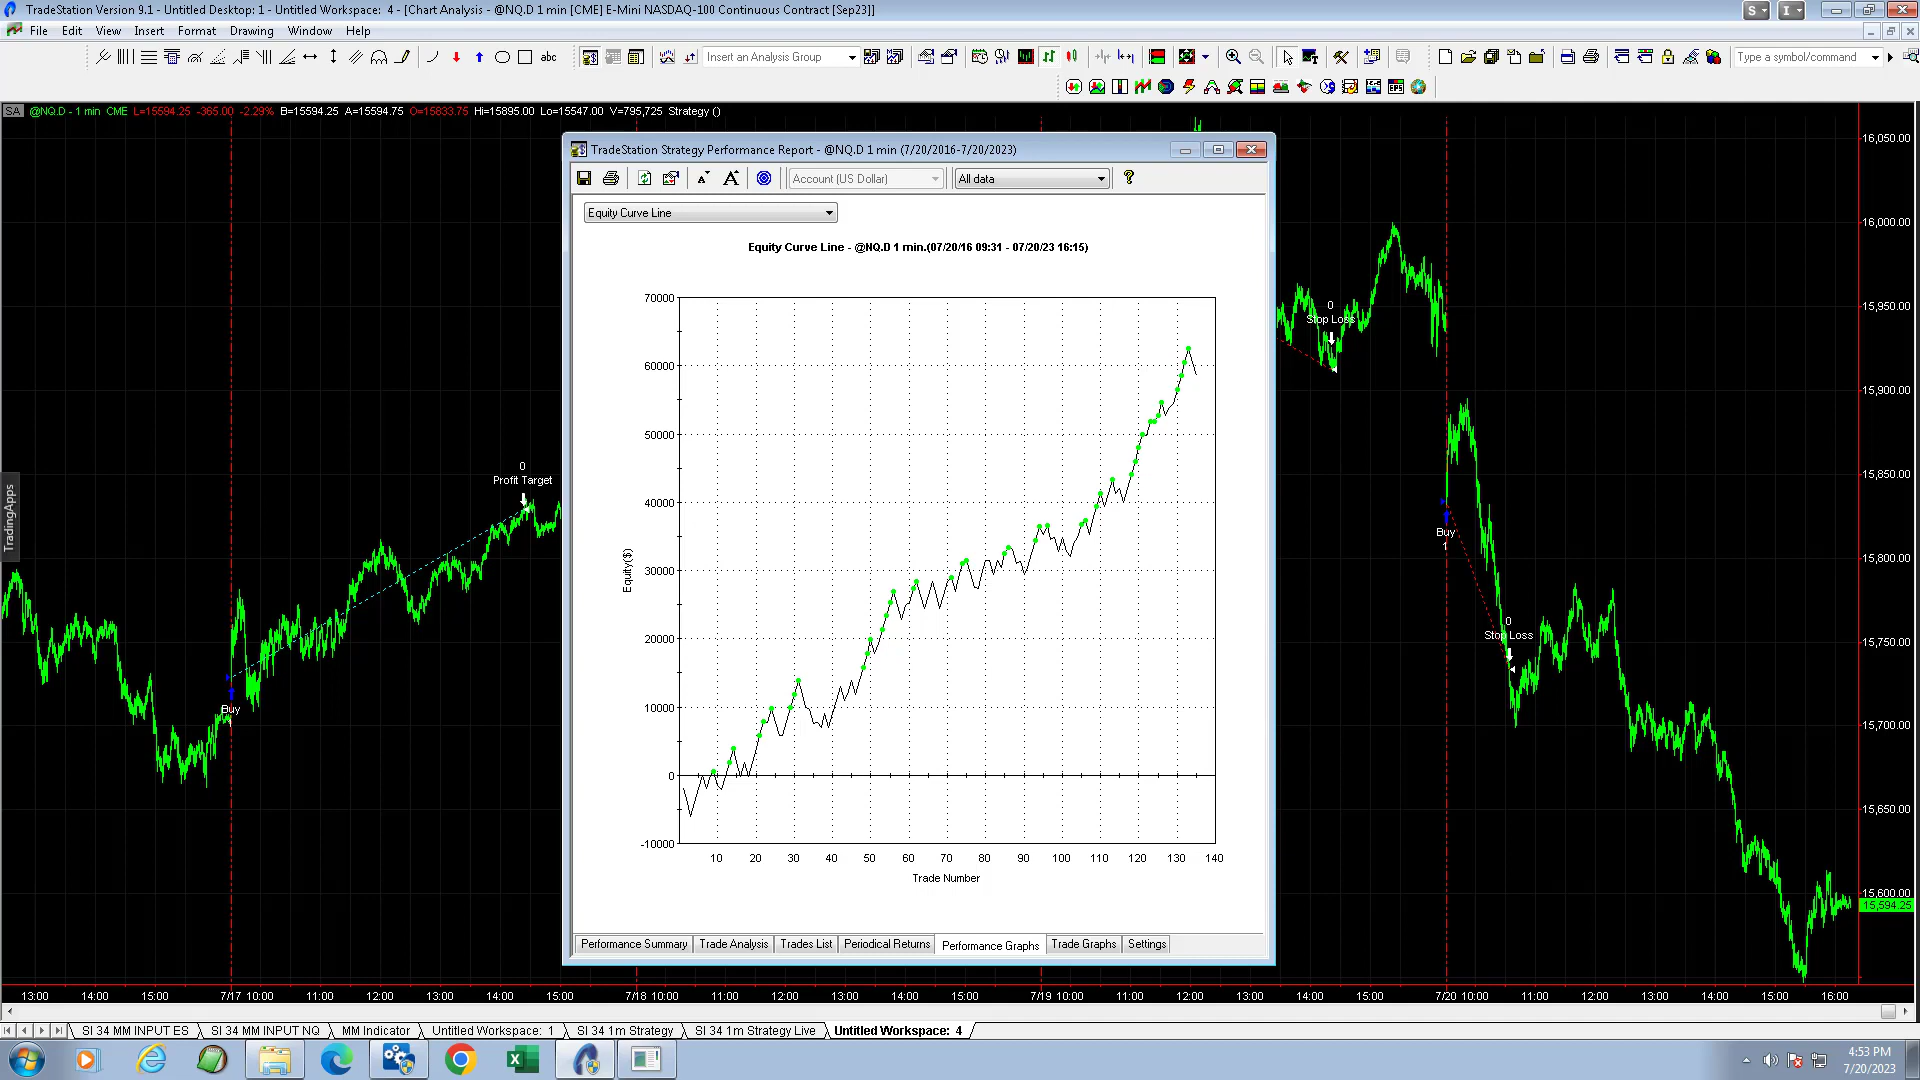 TradeStation Version 9.1 - Untitled Desktop: 1 - Untitled Workspace:  4 - [Chart Analysis - @NQ.D 1 min [CME] E-Mini NASDAQ-100 Continuous Contract [Sep23]]
S I
File Edit View Insert Format Drawing Window Help
abc Insert an Analysis Group Type a symbol/command
EPS
SA @NQ.D - 1 min CME L=15594.25 -365.00 -2.29% B=15594.25 A=15594.75 O=15833.75 Hi=15895.00 Lo=15547.00 V=795,725 Strategy ()
TradeStation Strategy Performance Report - @NQ.D 1 min (7/20/2016-7/20/2023)
A A Account (US Dollar) All data ?
Equity Curve Line
Equity Curve Line - @NQ.D 1 min.(07/20/16 09:31 - 07/20/23 16:15)
70000
60000
50000
40000
30000
20000
10000
0
-10000
Equity($)
10 20 30 40 50 60 70 80 90 100 110 120 130 140
Trade Number
Performance Summary Trade Analysis Trades List Periodical Returns Performance Graphs Trade Graphs Settings
TradingApps
0
Profit Target
Buy
0
Stop Loss
Buy
1
0
Stop Loss
16,050.00
16,000.00
15,950.00
15,900.00
15,850.00
15,800.00
15,750.00
15,700.00
15,650.00
15,600.00
15,594.25
13:00 14:00 15:00 7/17 10:00 11:00 12:00 13:00 14:00 15:00 7/18 10:00 11:00 12:00 13:00 14:00 15:00 7/19 10:00 11:00 12:00 13:00 14:00 15:00 7/20 10:00 11:00 12:00 13:00 14:00 15:00 16:00
SI 34 MM INPUT ES SI 34 MM INPUT NQ MM Indicator Untitled Workspace:  1 SI 34 1m Strategy SI 34 1m Strategy Live Untitled Workspace:  4
4:53 PM
7/20/2023